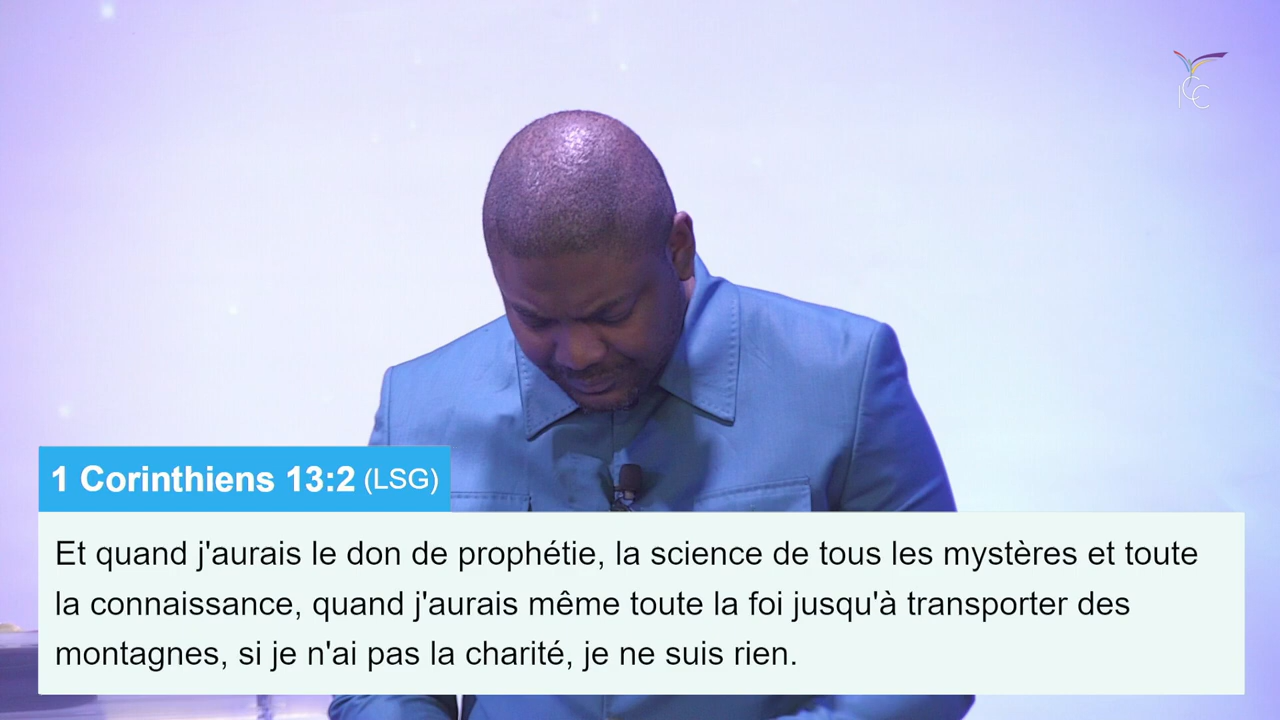 ICC
1 Corinthiens 13:2 (LSG)
Et quand j'aurais le don de prophétie, la science de tous les mystères et toute
la connaissance, quand j'aurais même toute la foi jusqu'à transporter des
montagnes, si je n'ai pas la charité, je ne suis rien.